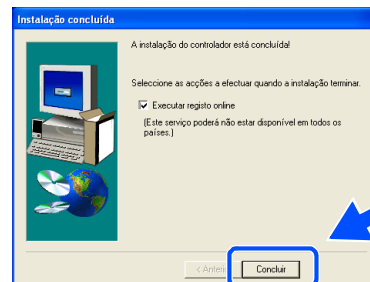 Instalação concluída
A instalação do controlador está concluída!
Seleccione as acções a efectuar quando a instalação terminar.
Executar registo online
(Este serviço poderá não estar disponível em todos os
países.)
< Anteri
Concluir